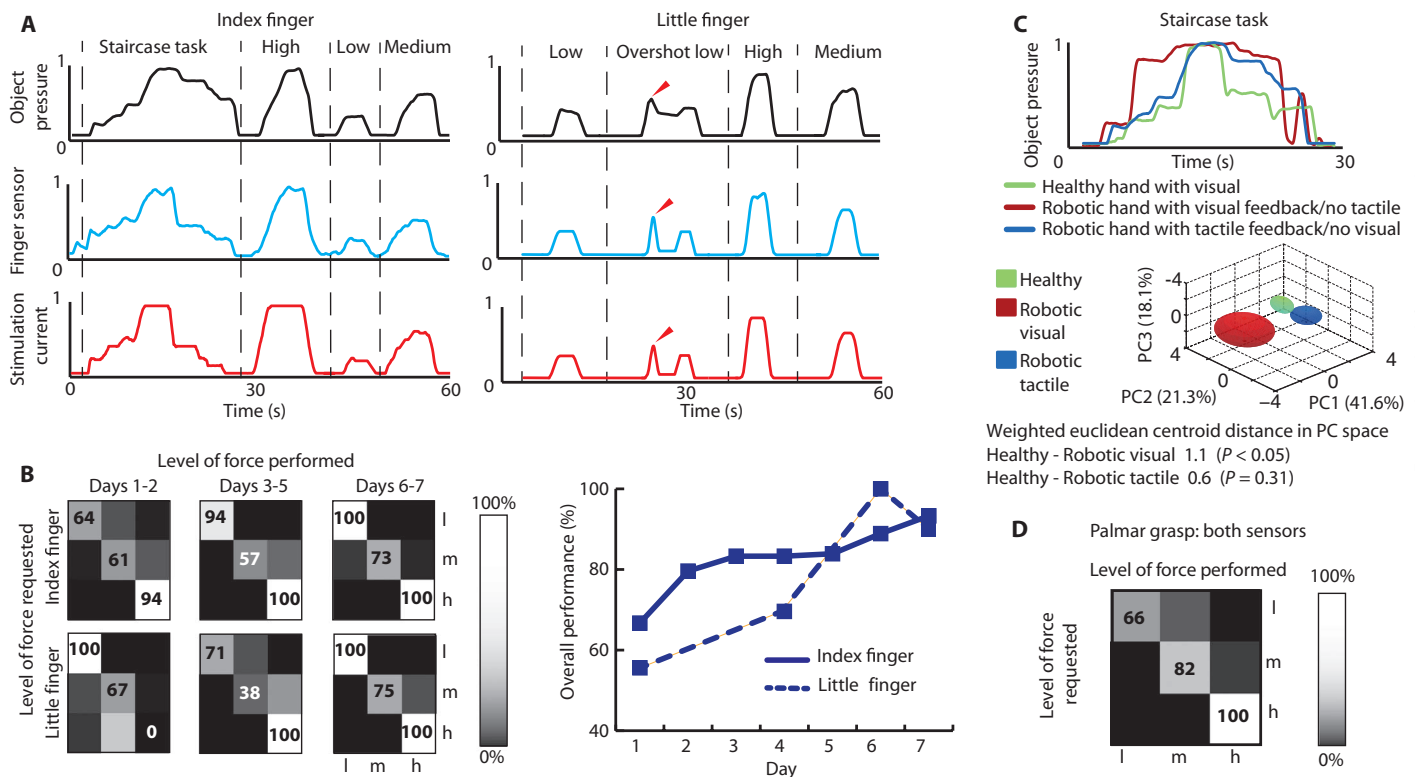 A
Index finger
Staircase task
High
Low
Medium
Little finger
Low
Overshot low
High
Medium
Object
pressure
1
0
1
0
Finger sensor
1
0
1
0
Stimulation
current
1
0
30
60
Time (s)
1
0
30
60
Time (s)
C
Staircase task
Object pressure
1
0
Time (s)
30
Healthy hand with visual
Robotic hand with visual feedback/no tactile
Robotic hand with tactile feedback/no visual
Healthy
Robotic
visual
Robotic
tactile
PC3 (18.1%)
-4
0
4
4
0
−4
0
4
PC2 (21.3%)
PC1 (41.6%)
Weighted euclidean centroid distance in PC space
Healthy - Robotic visual 1.1 (P < 0.05)
Healthy - Robotic tactile 0.6 (P = 0.31)
B
Level of force performed
Days 1-2
Days 3-5
Days 6-7
Level of force requested
Index finger
64
61
94
94
57
100
100
73
100
l
m
h
Little finger
100
67
0
71
38
100
100
75
100
l
m
h
l m h
100%
0%
Overall performance (%)
100
80
60
40
1 2 3 4 5 6 7
Day
Index finger
Little finger
D
Palmar grasp: both sensors
Level of force performed
Level of force
requested
66
82
100
l
m
h
l m h
100%
0%